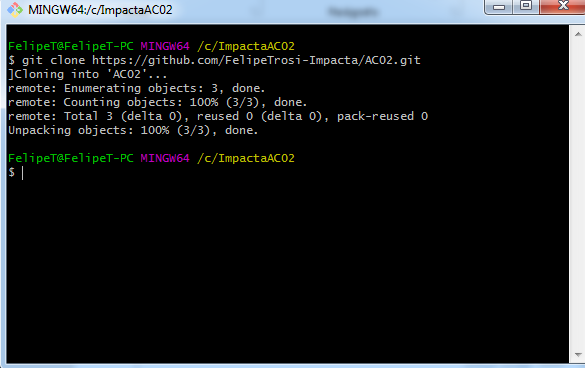 MINGW64:/c/ImpactaAC02
FelipeT@FelipeT-PC MINGW64 /c/ImpactaAC02
$ git clone https://github.com/FelipeTrosi-Impacta/AC02.git
]Cloning into 'AC02'...
remote: Enumerating objects: 3, done.
remote: Counting objects: 100% (3/3), done.
remote: Total 3 (delta 0), reused 0 (delta 0), pack-reused 0
Unpacking objects: 100% (3/3), done.
FelipeT@FelipeT-PC MINGW64 /c/ImpactaAC02
$